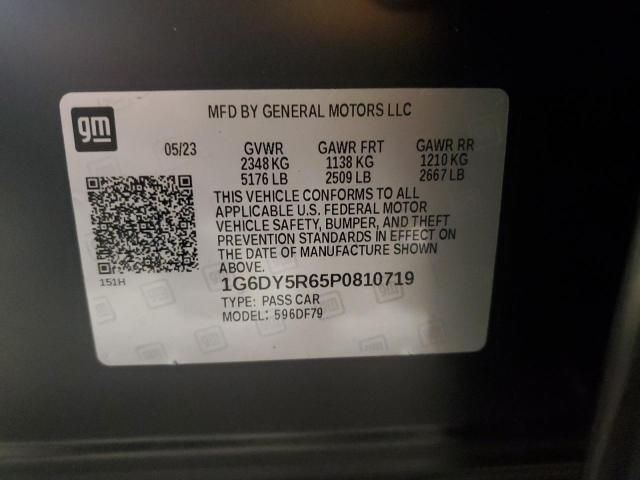 gm
MFD BY GENERAL MOTORS LLC
05/23 GVWR GAWR FRT GAWR RR
2348 KG 1138 KG 1210 KG
5176 LB 2509 LB 2667 LB
THIS VEHICLE CONFORMS TO ALL
APPLICABLE U.S. FEDERAL MOTOR
VEHICLE SAFETY, BUMPER, AND THEFT
PREVENTION STANDARDS IN EFFECT ON
THE DATE OF MANUFACTURE SHOWN
ABOVE.
151H
1G6DY5R65P0810719
TYPE: PASS CAR
MODEL: 596DF79